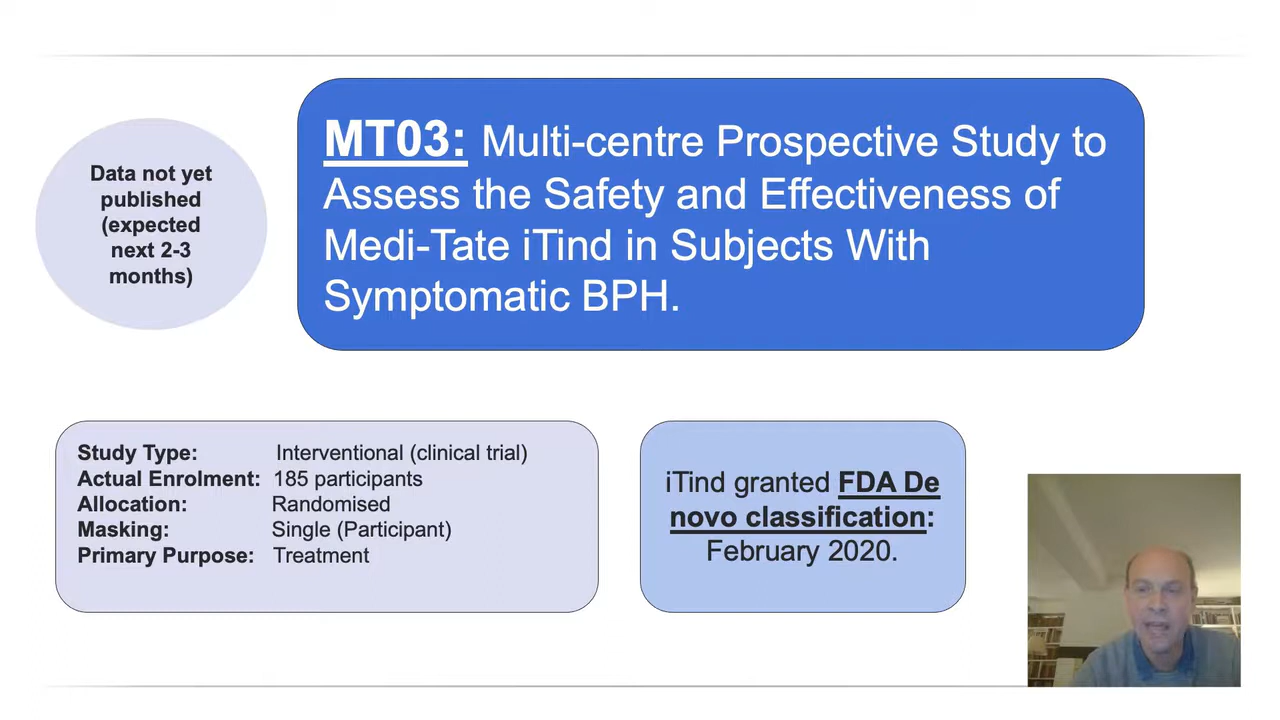 Data not yet
published
(expected
next 2-3
months)
MT03: Multi-centre Prospective Study to
Assess the Safety and Effectiveness of
Medi-Tate iTind in Subjects With
Symptomatic BPH.
Study Type: Interventional (clinical trial)
Actual Enrolment: 185 participants
Allocation: Randomised
Masking: Single (Participant)
Primary Purpose: Treatment
iTind granted FDA De
novo classification:
February 2020.